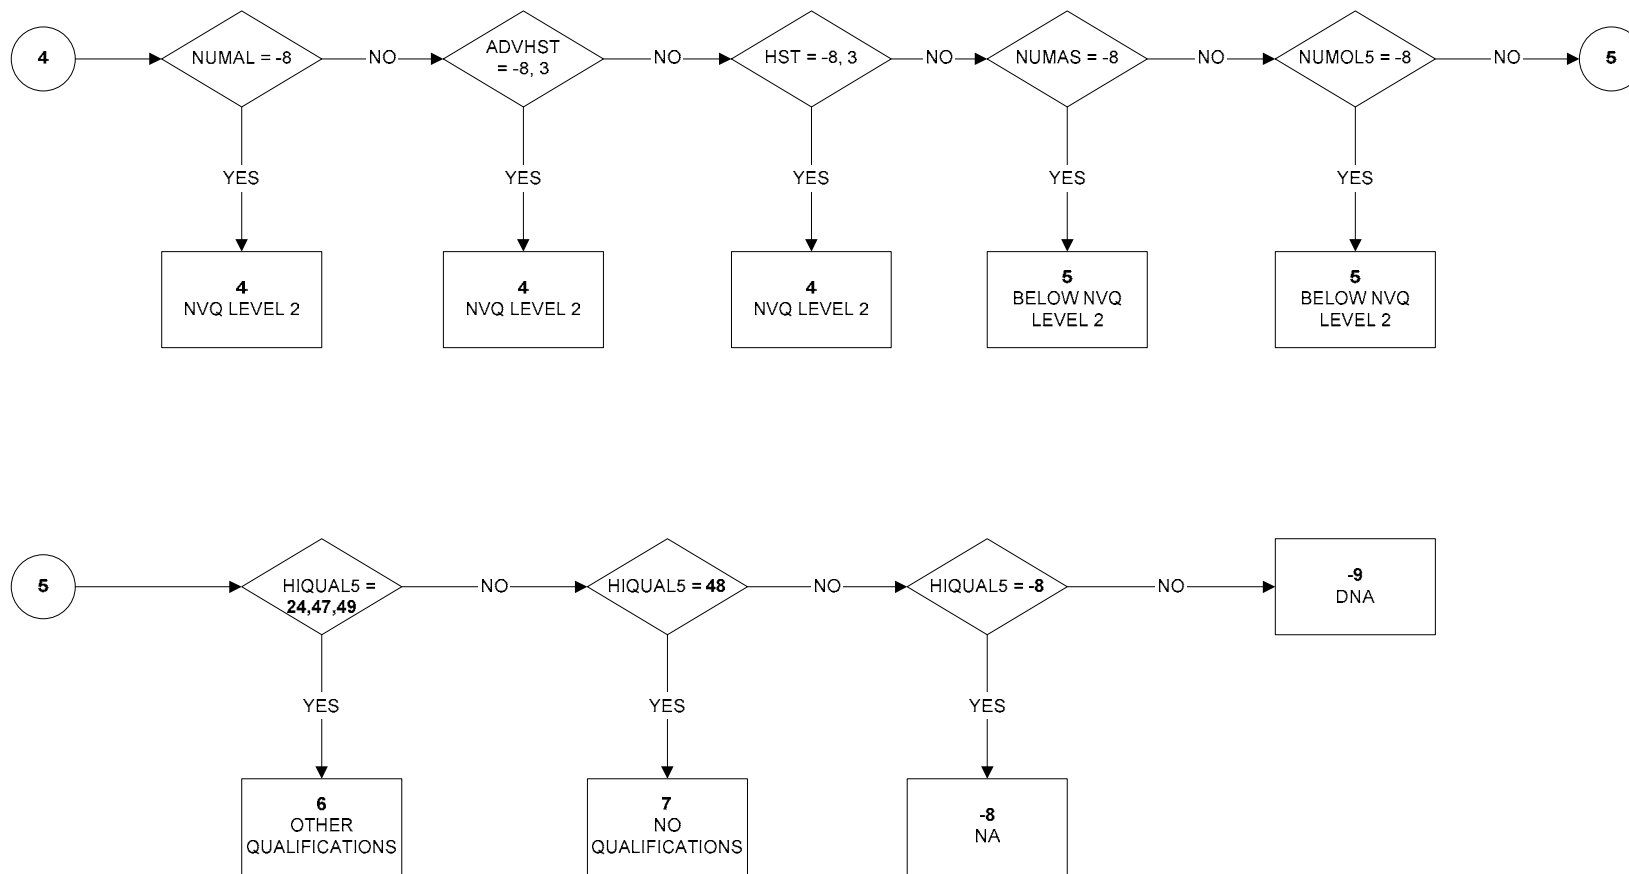 4
NUMAL = -8
NO
ADVHST
= -8, 3
NO
HST = -8, 3
NO
NUMAS = -8
NO
NUMOL5 = -8
NO
5
YES
YES
YES
YES
YES
4
NVQ LEVEL 2
4
NVQ LEVEL 2
4
NVQ LEVEL 2
5
BELOW NVQ
LEVEL 2
5
BELOW NVQ
LEVEL 2
5
HIQUAL5 =
24,47,49
NO
HIQUAL5 = 48
NO
HIQUAL5 = -8
NO
-9
DNA
YES
YES
YES
6
OTHER
QUALIFICATIONS
7
NO
QUALIFICATIONS
-8
NA